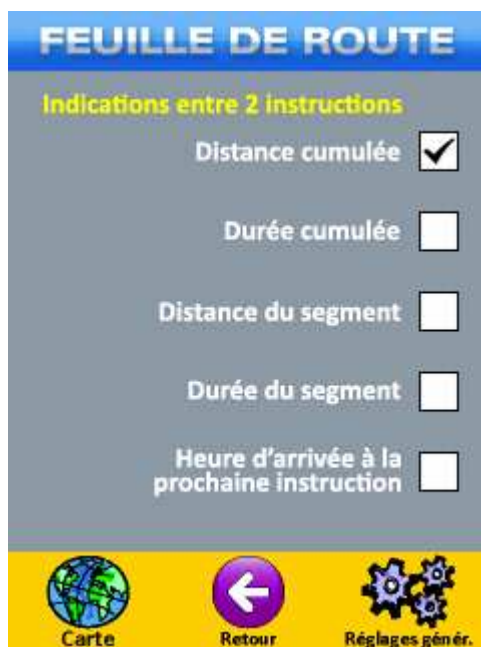 FEUILLE DE ROUTE
Indications entre 2 instructions
Distance cumulée
Durée cumulée
Distance du segment
Durée du segment
Heure d'arrivée à la
prochaine instruction
Carte
Retour
Réglages génér.